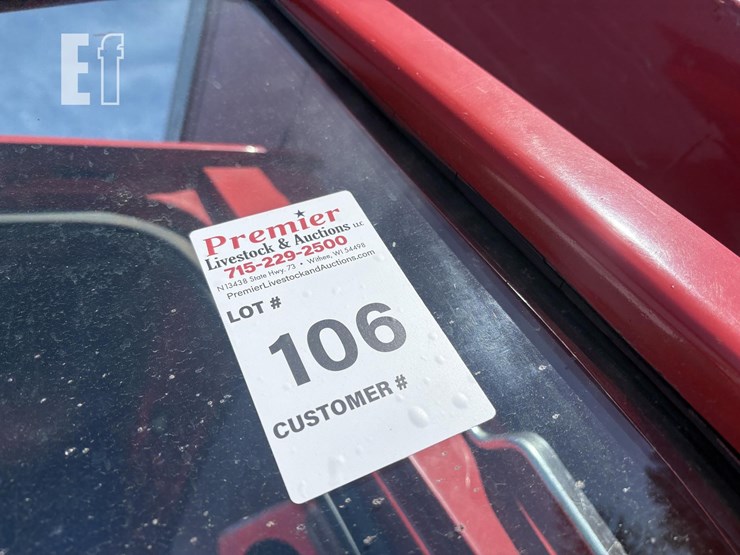 Ef
Premier
Livestock & Auctions LLC
715-229-2500
N13438 State Hwy. 73 • Withee, WI 54498
PremierLivestockandAuctions.com
LOT #
106
CUSTOMER #